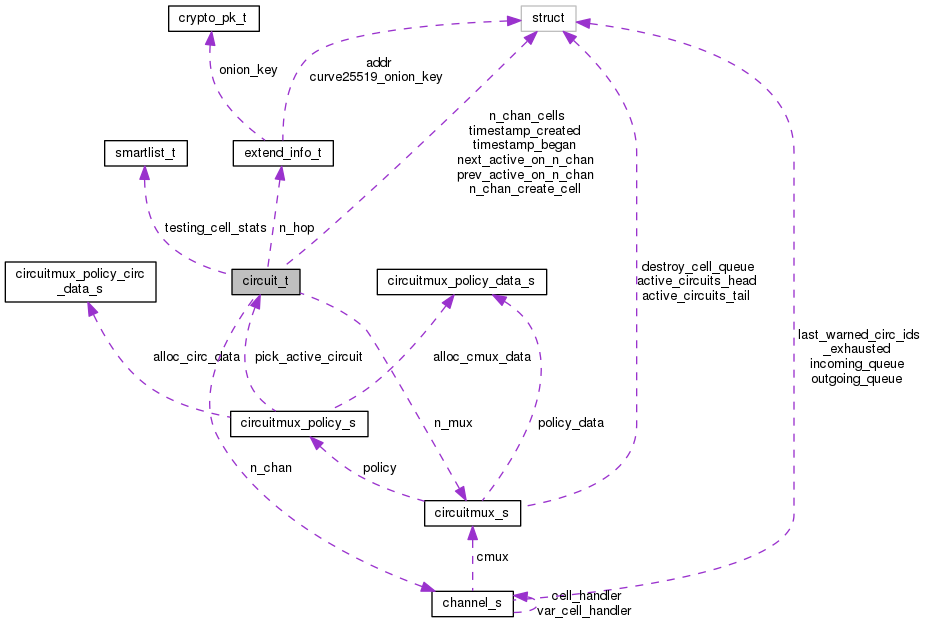 crypto_pk_t
struct
onion_key
addr
curve25519_onion_key
smartlist_t
extend_info_t
n_chan_cells
timestamp_created
timestamp_began
next_active_on_n_chan
prev_active_on_n_chan
n_chan_create_cell
testing_cell_stats
n_hop
circuitmux_policy_circ
_data_s
circuit_t
circuitmux_policy_data_s
destroy_cell_queue
active_circuits_head
active_circuits_tail
last_warned_circ_ids
_exhausted
incoming_queue
outgoing_queue
alloc_circ_data
pick_active_circuit
alloc_cmux_data
circuitmux_policy_s
n_mux
policy_data
n_chan
policy
circuitmux_s
cmux
channel_s
cell_handler
var_cell_handler